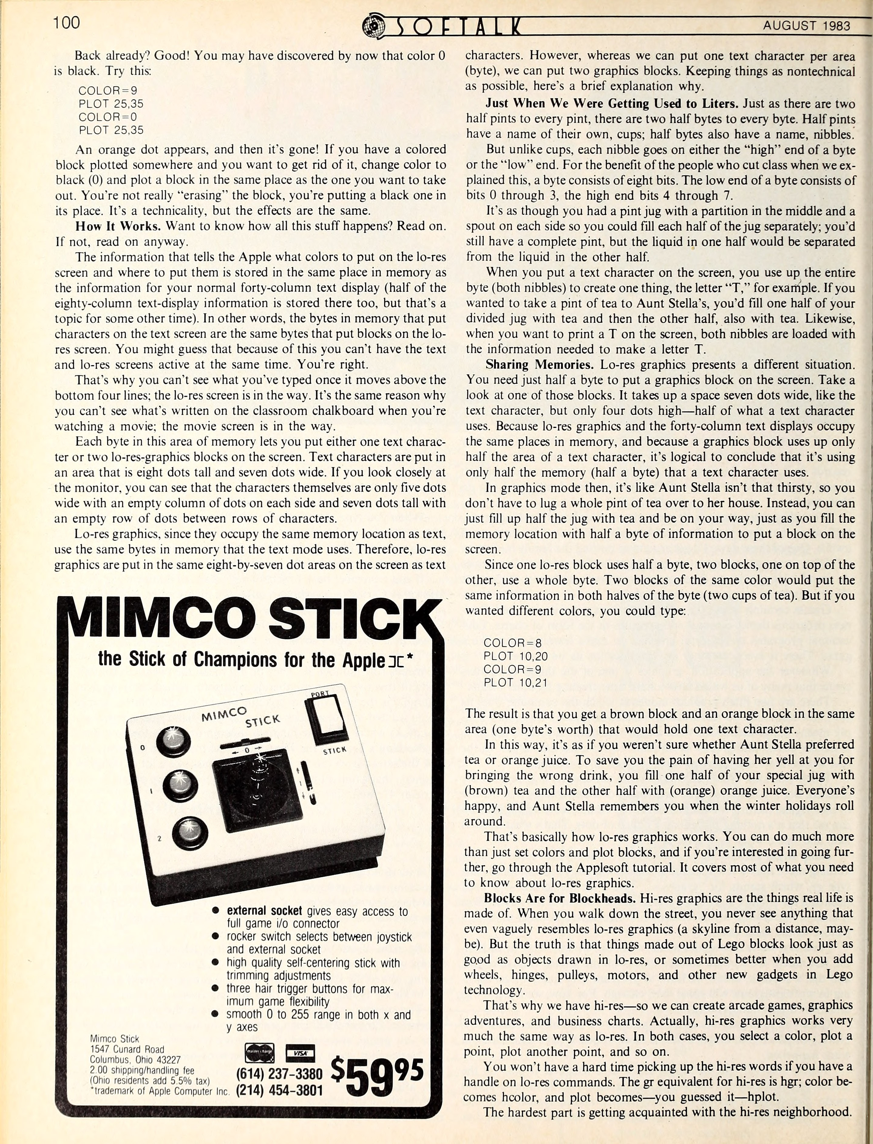 100
SOFTALK
AUGUST 1983
Back already? Good! You may have discovered by now that color 0
is black. Try this:
COLOR=9
PLOT 25,35
COLOR=0
PLOT 25,35
An orange dot appears, and then it's gone! If you have a colored
block plotted somewhere and you want to get rid of it, change color to
black (0) and plot a block in the same place as the one you want to take
out. You're not really "erasing" the block, you're putting a black one in
its place. It's a technicality, but the effects are the same.
How It Works. Want to know how all this stuff happens? Read on.
If not, read on anyway.
The information that tells the Apple what colors to put on the lo-res
screen and where to put them is stored in the same place in memory as
the information for your normal forty-column text display (half of the
eighty-column text-display information is stored there too, but that's a
topic for some other time). In other words, the bytes in memory that put
characters on the text screen are the same bytes that put blocks on the lo-
res screen. You might guess that because of this you can't have the text
and lo-res screens active at the same time. You're right.
That's why you can't see what you've typed once it moves above the
bottom four lines; the lo-res screen is in the way. It's the same reason why
you can't see what's written on the classroom chalkboard when you're
watching a movie; the movie screen is in the way.
Each byte in this area of memory lets you put either one text charac-
ter or two lo-res-graphics blocks on the screen. Text characters are put in
an area that is eight dots tall and seven dots wide. If you look closely at
the monitor, you can see that the characters themselves are only five dots
wide with an empty column of dots on each side and seven dots tall with
an empty row of dots between rows of characters.
Lo-res graphics, since they occupy the same memory location as text,
use the same bytes in memory that the text mode uses. Therefore, lo-res
graphics are put in the same eight-by-seven dot areas on the screen as text
MIMCO STICK
the Stick of Champions for the Apple ][*
MIMCO
STICK
PORT
STICK
0
0
1
2
● external socket gives easy access to
full game i/o connector
● rocker switch selects between joystick
and external socket
● high quality self-centering stick with
trimming adjustments
● three hair trigger buttons for max-
imum game flexibility
● smooth 0 to 255 range in both x and
y axes
Mimco Stick
1547 Cunard Road
Columbus, Ohio 43227
2.00 shipping/handling fee
(Ohio residents add 5.5% tax)
*trademark of Apple Computer Inc.
VISA
(614) 237-3380
(214) 454-3801
$59.95
characters. However, whereas we can put one text character per area
(byte), we can put two graphics blocks. Keeping things as nontechnical
as possible, here's a brief explanation why.
Just When We Were Getting Used to Liters. Just as there are two
half pints to every pint, there are two half bytes to every byte. Half pints
have a name of their own, cups; half bytes also have a name, nibbles.
But unlike cups, each nibble goes on either the "high" end of a byte
or the "low" end. For the benefit of the people who cut class when we ex-
plained this, a byte consists of eight bits. The low end of a byte consists of
bits 0 through 3, the high end bits 4 through 7.
It's as though you had a pint jug with a partition in the middle and a
spout on each side so you could fill each half of the jug separately; you'd
still have a complete pint, but the liquid in one half would be separated
from the liquid in the other half.
When you put a text character on the screen, you use up the entire
byte (both nibbles) to create one thing, the letter "T," for example. If you
wanted to take a pint of tea to Aunt Stella's, you'd fill one half of your
divided jug with tea and then the other half, also with tea. Likewise,
when you want to print a T on the screen, both nibbles are loaded with
the information needed to make a letter T.
Sharing Memories. Lo-res graphics presents a different situation.
You need just half a byte to put a graphics block on the screen. Take a
look at one of those blocks. It takes up a space seven dots wide, like the
text character, but only four dots high—half of what a text character
uses. Because lo-res graphics and the forty-column text displays occupy
the same places in memory, and because a graphics block uses up only
half the area of a text character, it's logical to conclude that it's using
only half the memory (half a byte) that a text character uses.
In graphics mode then, it's like Aunt Stella isn't that thirsty, so you
don't have to lug a whole pint of tea over to her house. Instead, you can
just fill up half the jug with tea and be on your way, just as you fill the
memory location with half a byte of information to put a block on the
screen.
Since one lo-res block uses half a byte, two blocks, one on top of the
other, use a whole byte. Two blocks of the same color would put the
same information in both halves of the byte (two cups of tea). But if you
wanted different colors, you could type:
COLOR=8
PLOT 10,20
COLOR=9
PLOT 10,21
The result is that you get a brown block and an orange block in the same
area (one byte's worth) that would hold one text character.
In this way, it's as if you weren't sure whether Aunt Stella preferred
tea or orange juice. To save you the pain of having her yell at you for
bringing the wrong drink, you fill one half of your special jug with
(brown) tea and the other half with (orange) orange juice. Everyone's
happy, and Aunt Stella remembers you when the winter holidays roll
around.
That's basically how lo-res graphics works. You can do much more
than just set colors and plot blocks, and if you're interested in going fur-
ther, go through the Applesoft tutorial. It covers most of what you need
to know about lo-res graphics.
Blocks Are for Blockheads. Hi-res graphics are the things real life is
made of. When you walk down the street, you never see anything that
even vaguely resembles lo-res graphics (a skyline from a distance, may-
be). But the truth is that things made out of Lego blocks look just as
good as objects drawn in lo-res, or sometimes better when you add
wheels, hinges, pulleys, motors, and other new gadgets in Lego
technology.
That's why we have hi-res—so we can create arcade games, graphics
adventures, and business charts. Actually, hi-res graphics works very
much the same way as lo-res. In both cases, you select a color, plot a
point, plot another point, and so on.
You won't have a hard time picking up the hi-res words if you have a
handle on lo-res commands. The gr equivalent for hi-res is hgr; color be-
comes hcolor, and plot becomes—you guessed it—hplot.
The hardest part is getting acquainted with the hi-res neighborhood.